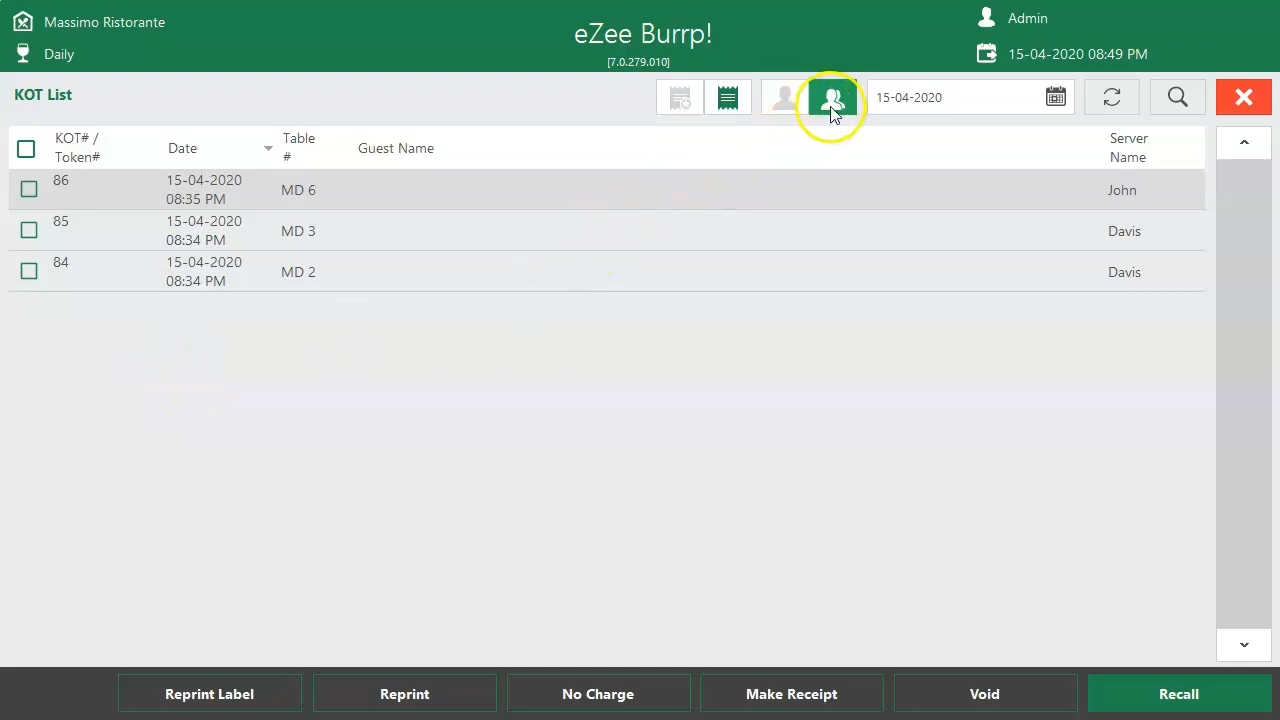 Massimo Ristorante
Daily
eZee Burrp!
[7.0.279.010]
Admin
15-04-2020 08:49 PM
KOT List
15-04-2020
KOT# /
Token#
Date
Table
#
Guest Name
Server
Name
86
15-04-2020
08:35 PM
MD 6
John
85
15-04-2020
08:34 PM
MD 3
Davis
84
15-04-2020
08:34 PM
MD 2
Davis
Reprint Label
Reprint
No Charge
Make Receipt
Void
Recall